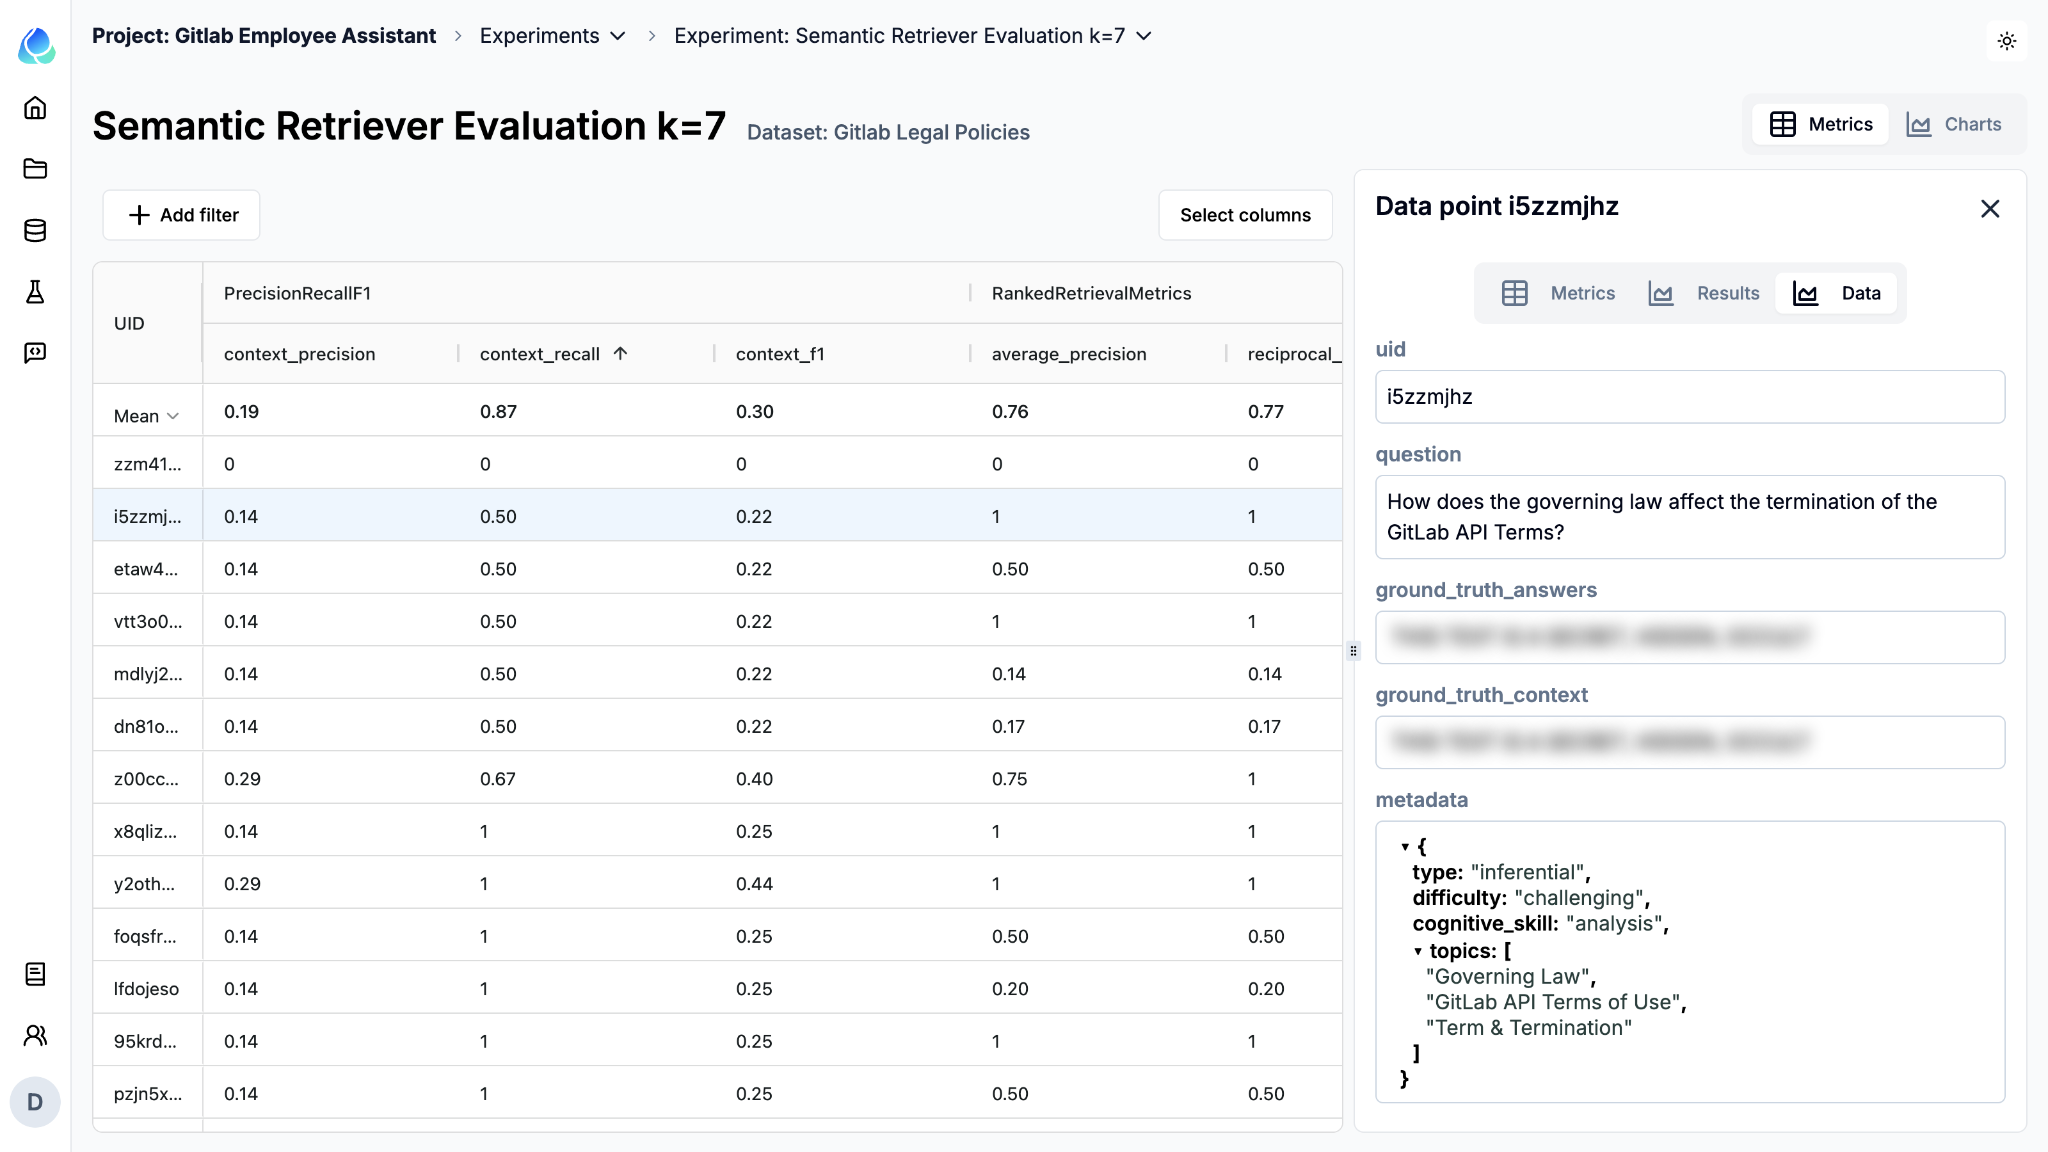 Project: Gitlab Employee Assistant > Experiments > Experiment: Semantic Retriever Evaluation k=7
Semantic Retriever Evaluation k=7 Dataset: Gitlab Legal Policies
Metrics Charts
Add filter Select columns
UID PrecisionRecallF1 RankedRetrievalMetrics
context_precision context_recall ↑ context_f1 average_precision reciprocal_
Mean 0.19 0.87 0.30 0.76 0.77
zzm41... 0 0 0 0 0
i5zzmj... 0.14 0.50 0.22 1 1
etaw4... 0.14 0.50 0.22 0.50 0.50
vtt3o0... 0.14 0.50 0.22 1 1
mdlyj2... 0.14 0.50 0.22 0.14 0.14
dn81o... 0.14 0.50 0.22 0.17 0.17
z00cc... 0.29 0.67 0.40 0.75 1
x8qliz... 0.14 1 0.25 1 1
y2oth... 0.29 1 0.44 1 1
foqsfr... 0.14 1 0.25 0.50 0.50
lfdojeso 0.14 1 0.25 0.20 0.20
95krd... 0.14 1 0.25 1 1
pzjn5x... 0.14 1 0.25 0.50 0.50
D
Data point i5zzmjhz
Metrics Results Data
uid
i5zzmjhz
question
How does the governing law affect the termination of the
GitLab API Terms?
ground_truth_answers
ground_truth_context
metadata
{
type: "inferential",
difficulty: "challenging",
cognitive_skill: "analysis",
topics: [
"Governing Law",
"GitLab API Terms of Use",
"Term & Termination"
]
}